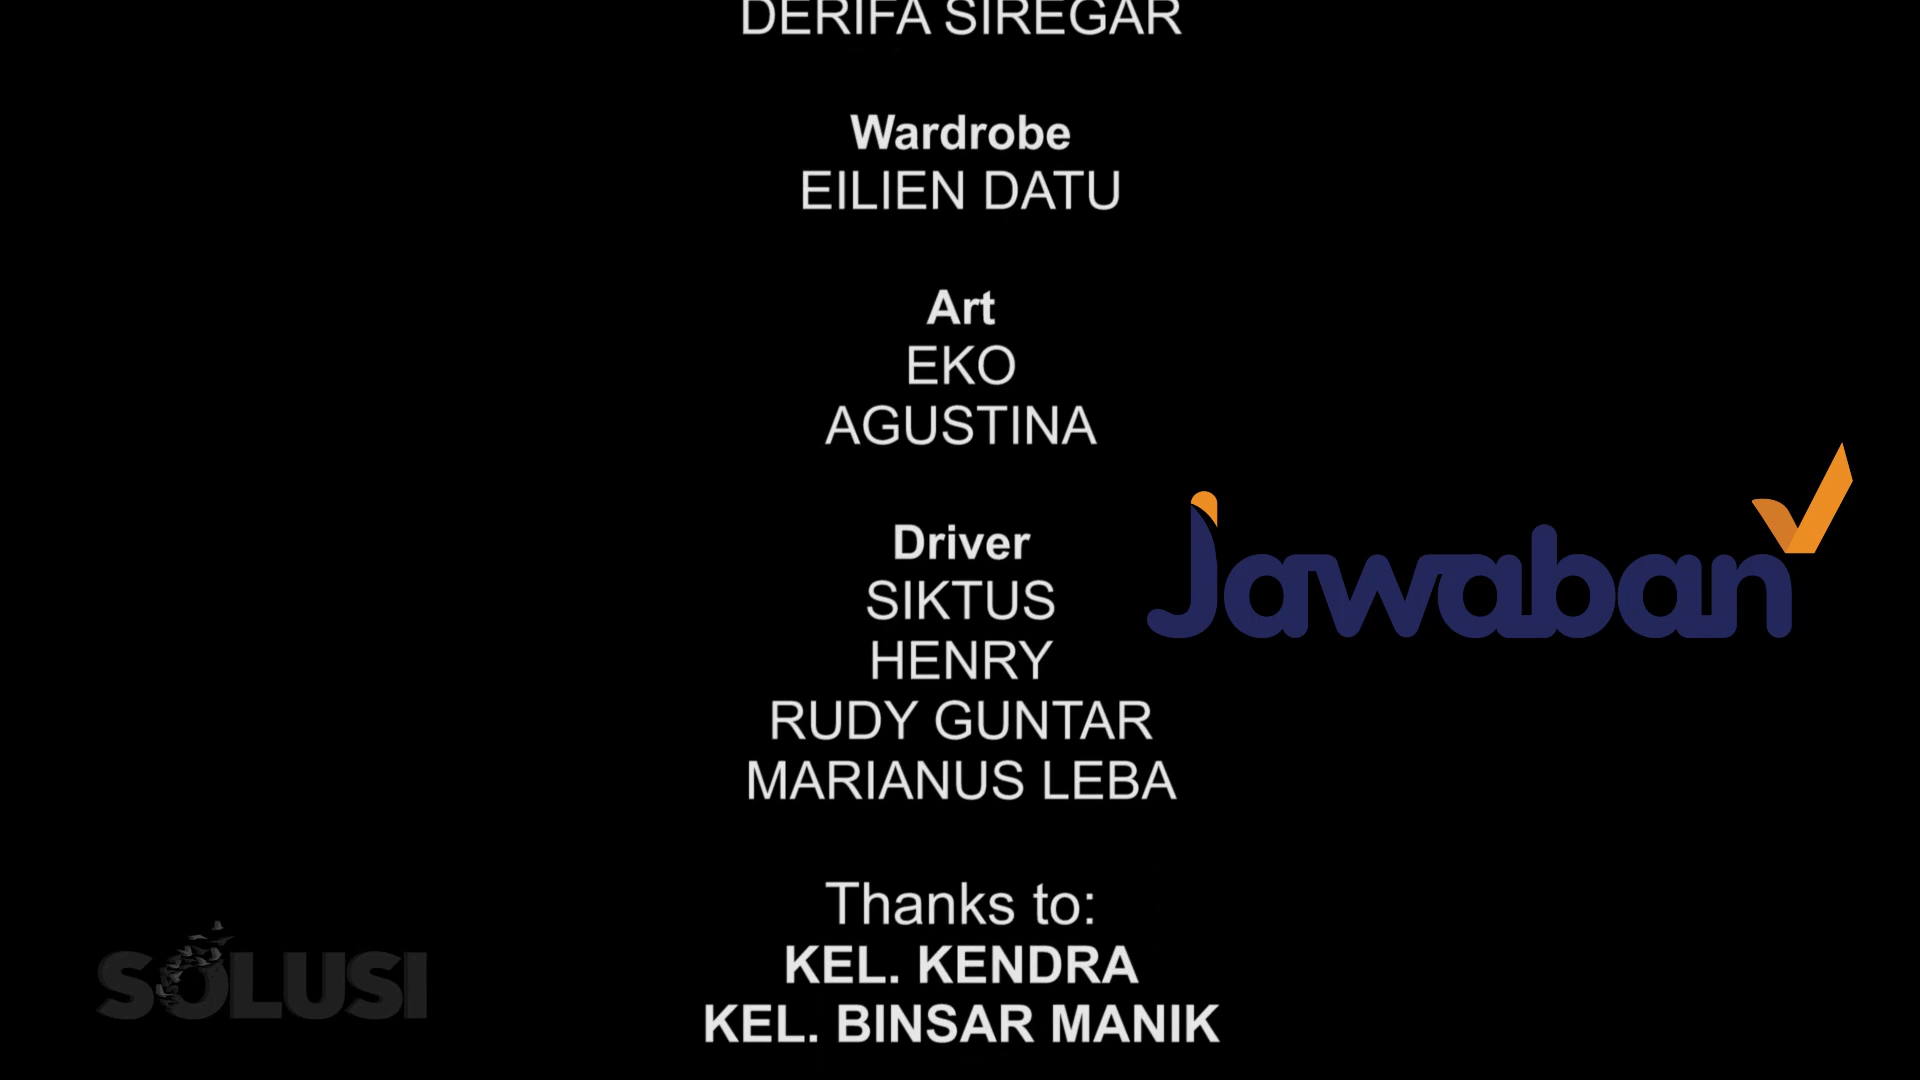 DERIFA SIREGAR
Wardrobe
EILIEN DATU
Art
EKO
AGUSTINA
Driver
SIKTUS
HENRY
RUDY GUNTAR
MARIANUS LEBA
Thanks to:
KEL. KENDRA
KEL. BINSAR MANIK
Jawaban
SOLUSI